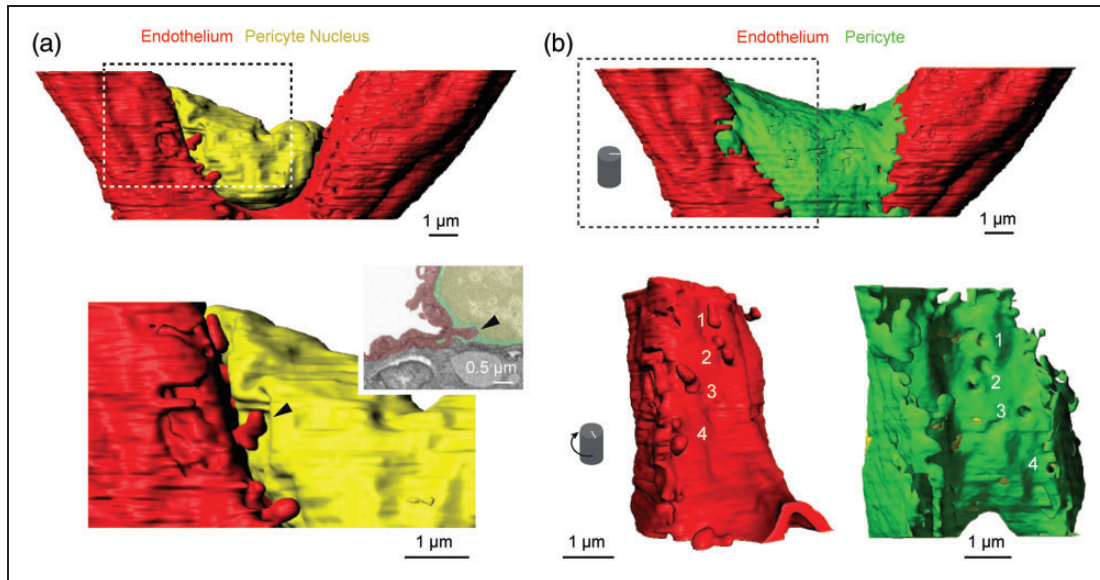 (a)
Endothelium Pericyte Nucleus
1 µm
0.5 µm
1 µm
(b)
Endothelium Pericyte
1 µm
1
2
3
4
1 µm
1
2
3
4
1 µm